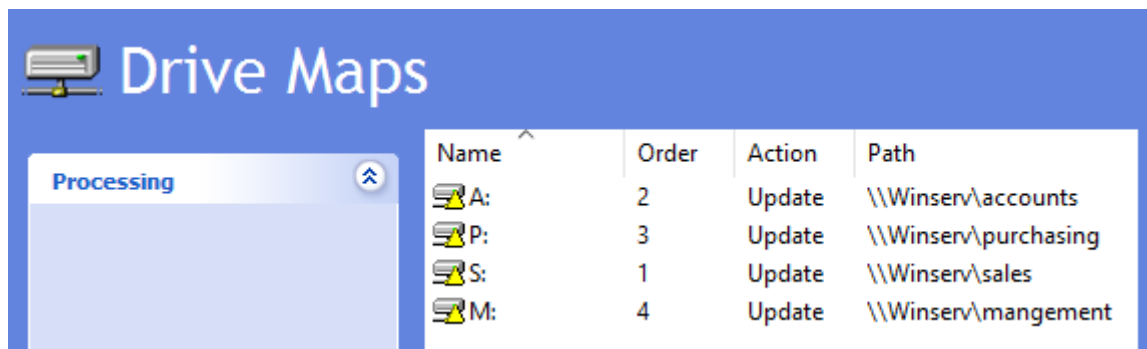 Drive Maps
Processing
Name Order Action Path
A: 2 Update \\Winserv\accounts
P: 3 Update \\Winserv\purchasing
S: 1 Update \\Winserv\sales
M: 4 Update \\Winserv\mangement